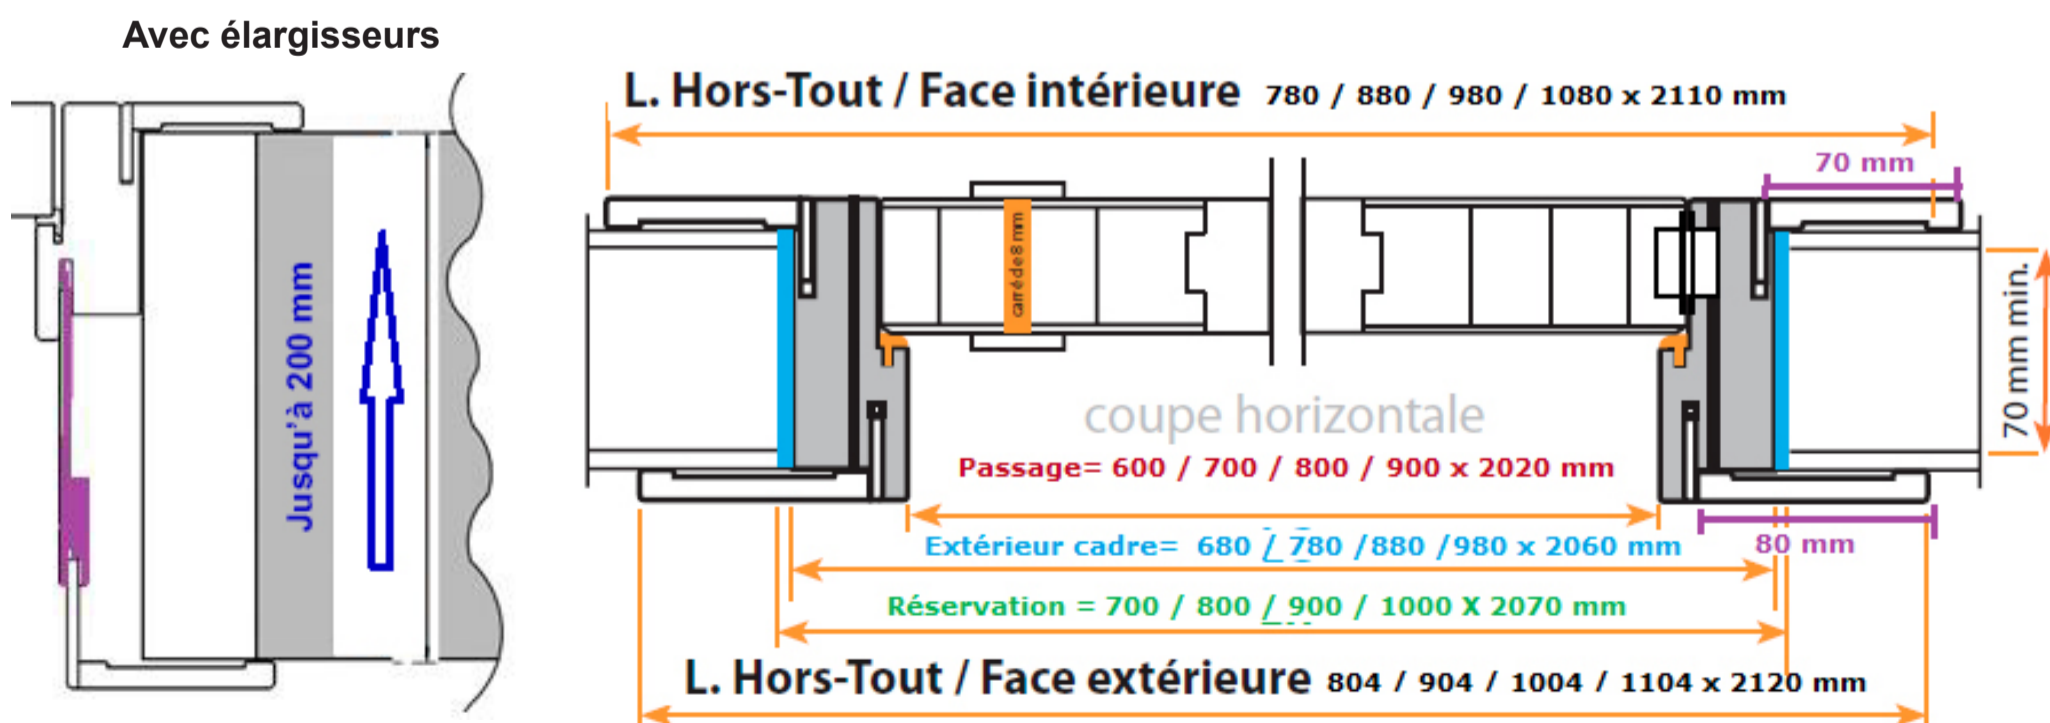 Avec élargisseurs
L. Hors-Tout / Face intérieure 780 / 880 / 980 / 1080 x 2110 mm
70 mm
carré de 8 mm
Jusqu'à 200 mm
70 mm min.
coupe horizontale
Passage= 600 / 700 / 800 / 900 x 2020 mm
Extérieur cadre= 680 / 780 /880 /980 x 2060 mm
80 mm
Réservation = 700 / 800 / 900 / 1000 X 2070 mm
L. Hors-Tout / Face extérieure 804 / 904 / 1004 / 1104 x 2120 mm